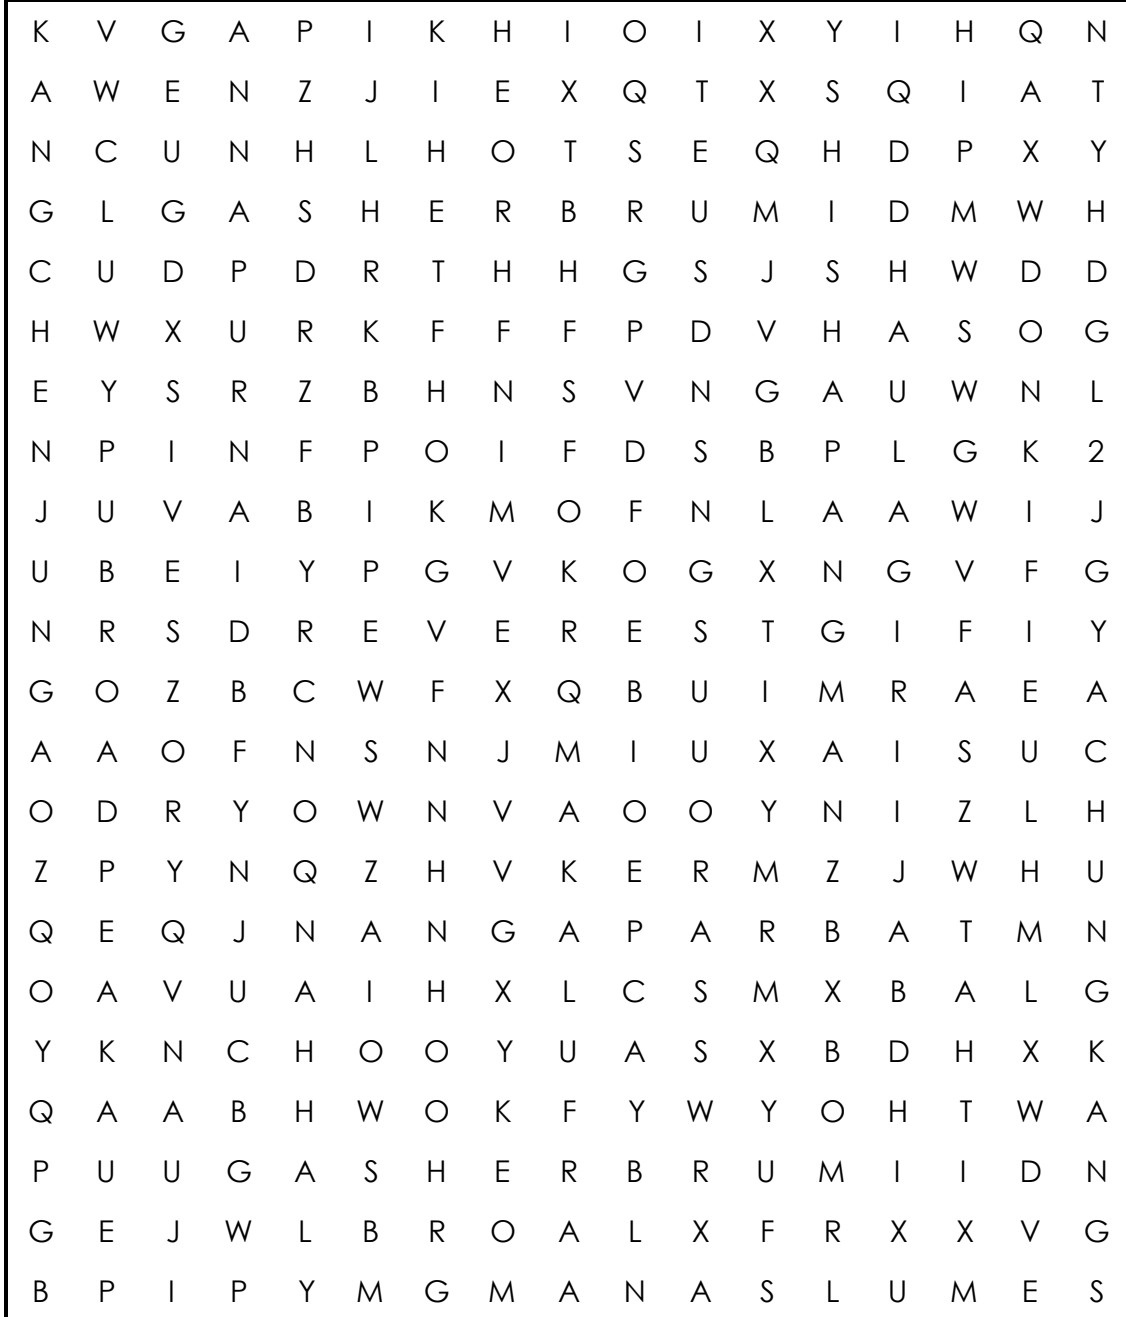 K V G A P I K H I O I X Y I H Q N
A W E N Z J I E X Q T X S Q I A T
N C U N H L H O T S E Q H D P X Y
G L G A S H E R B R U M I D M W H
C U D P D R T H H G S J S H W D D
H W X U R K F F F P D V H A S O G
E Y S R Z B H N S V N G A U W N L
N P I N F P O I F D S B P L G K 2
J U V A B I K M O F N L A A W I J
U B E I Y P G V K O G X N G V F G
N R S D R E V E R E S T G I F I Y
G O Z B C W F X Q B U I M R A E A
A A O F N S N J M I U X A I S U C
O D R Y O W N V A O O Y N I Z L H
Z P Y N Q Z H V K E R M Z J W H U
Q E Q J N A N G A P A R B A T M N
O A V U A I H X L C S M X B A L G
Y K N C H O O Y U A S X B D H X K
Q A A B H W O K F Y W Y O H T W A
P U U G A S H E R B R U M I I D N
G E J W L B R O A L X F R X X V G
B P I P Y M G M A N A S L U M E S